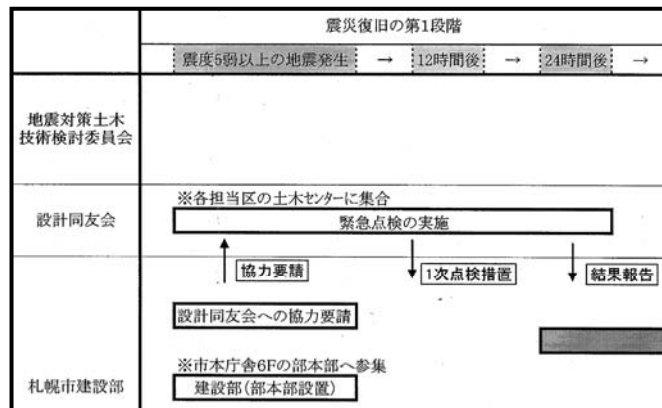 震災復旧の第1段階
震度5弱以上の地震発生 → 12時間後 → 24時間後 →
地震対策土木
技術検討委員会
※各担当区の土木センターに集合
設計同友会
緊急点検の実施
協力要請
1次点検措置
結果報告
設計同友会への協力要請
※市本庁舎6Fの部本部へ参集
札幌市建設部
建設部(部本部設置)